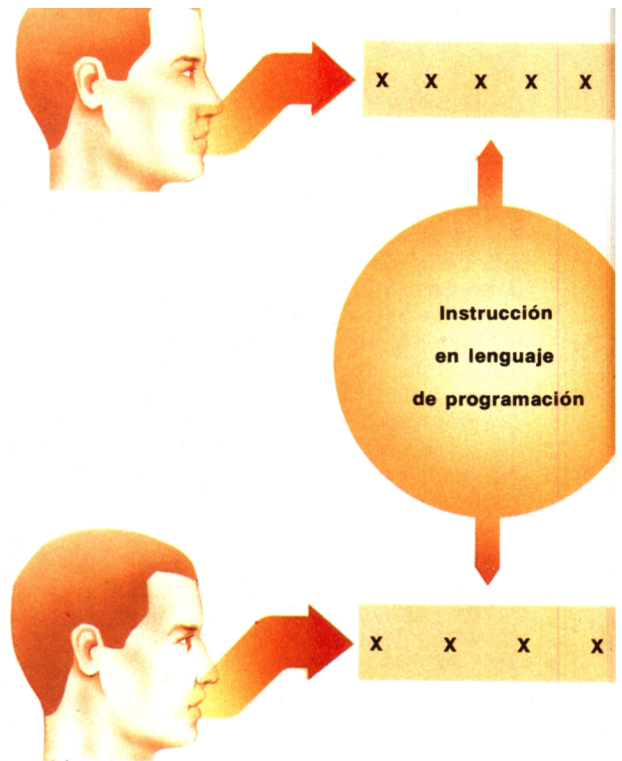 X X X X X
Instrucción
en lenguaje
de programación
X X X X